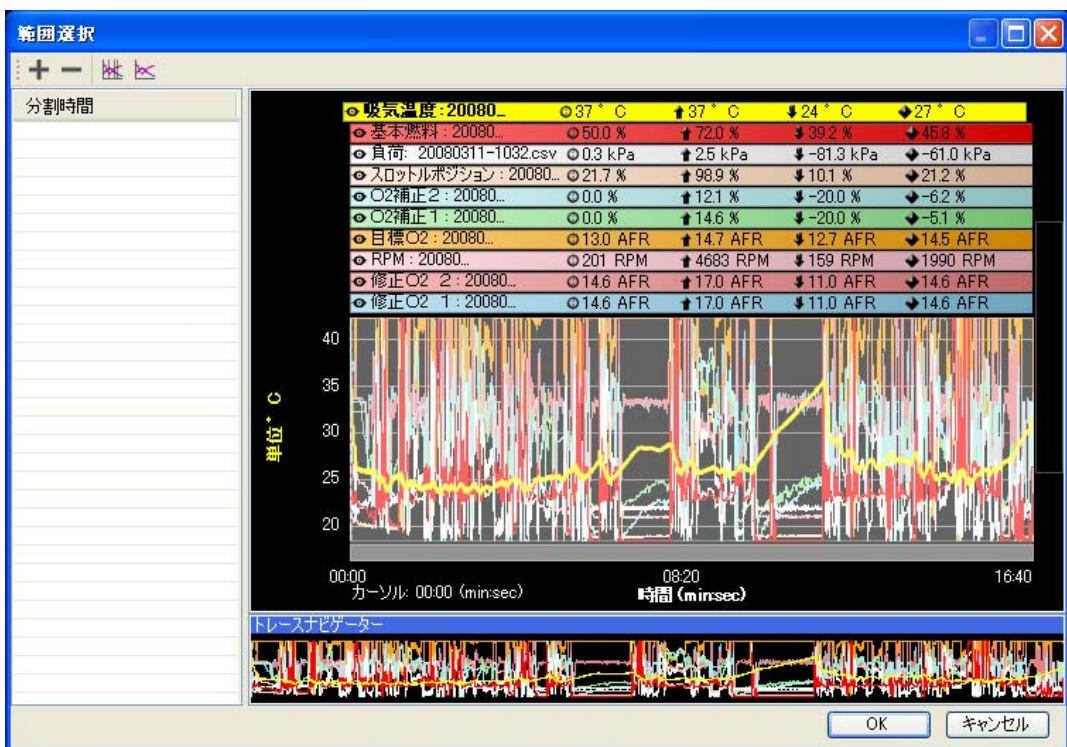 範囲選択
分割時間
吸気温度:20080... 37°C 37°C 24°C 27°C
基本燃料:20080... 50.0 % 72.0 % 39.2 % 45.8 %
負荷: 20080311-1032.csv 0.3 kPa 2.5 kPa -81.3 kPa -61.0 kPa
スロットルポジション:20080... 21.7 % 98.9 % 10.1 % 21.2 %
O2補正2:20080... 0.0 % 12.1 % -20.0 % -6.2 %
O2補正1:20080... 0.0 % 14.6 % -20.0 % -5.1 %
目標O2:20080... 13.0 AFR 14.7 AFR 12.7 AFR 14.5 AFR
RPM:20080... 201 RPM 4683 RPM 159 RPM 1990 RPM
修正O2 2:20080... 14.6 AFR 17.0 AFR 11.0 AFR 14.6 AFR
修正O2 1:20080... 14.6 AFR 17.0 AFR 11.0 AFR 14.6 AFR
単位°C
40
35
30
25
20
00:00 08:20 16:40
カーソル: 00:00 (min:sec)
時間 (min:sec)
トレースナビゲーター
OK キャンセル